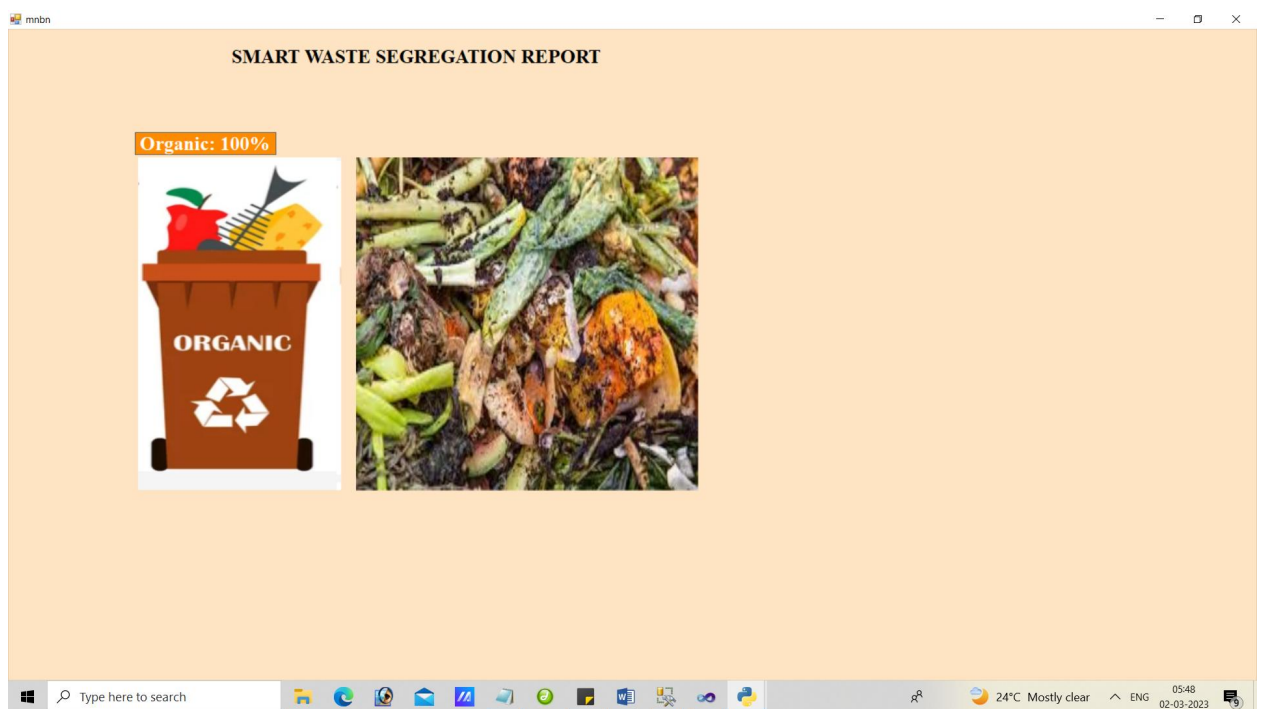 mnbn
SMART WASTE SEGREGATION REPORT
Organic: 100%
ORGANIC
Type here to search
24°C Mostly clear
ENG
05:48
02-03-2023
9